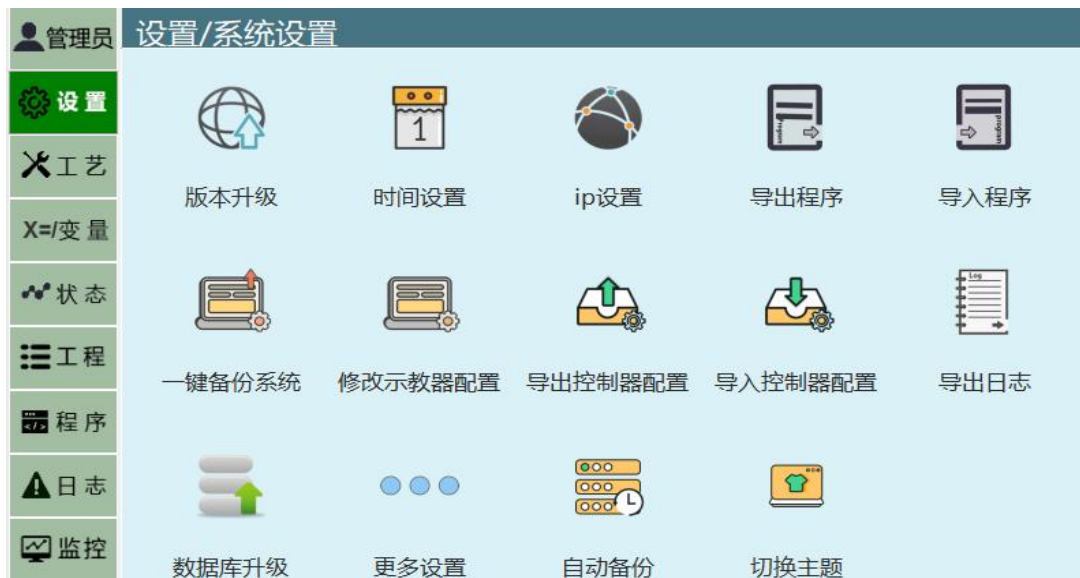 管理员
设置/系统设置
设 置
工 艺
X=/变 量
状 态
工 程
程 序
日 志
监 控
1
Program
program
版本升级
时间设置
ip设置
导出程序
导入程序
Log
一键备份系统
修改示教器配置
导出控制器配置
导入控制器配置
导出日志
数据库升级
更多设置
自动备份
切换主题